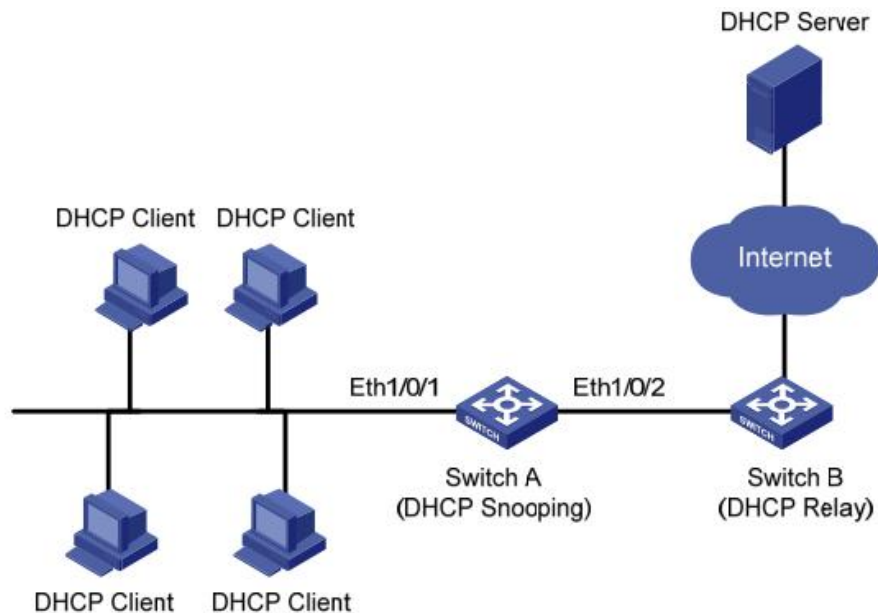 DHCP Server
DHCP Client
DHCP Client
Internet
Eth1/0/1
Eth1/0/2
SWITCH
SWITCH
Switch A
(DHCP Snooping)
Switch B
(DHCP Relay)
DHCP Client
DHCP Client